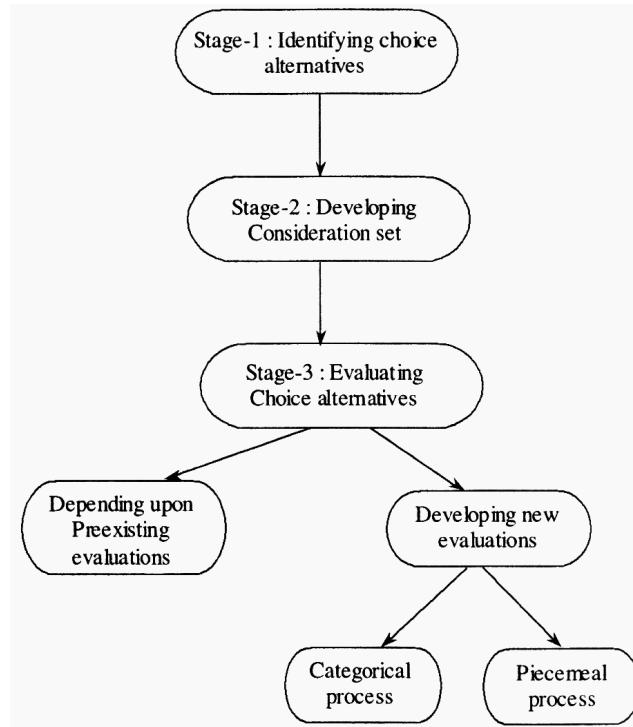 Stage-1 : Identifying choice
alternatives
Stage-2 : Developing
Consideration set
Stage-3 : Evaluating
Choice alternatives
Depending upon
Preexisting
evaluations
Developing new
evaluations
Categorical
process
Piecemeal
process